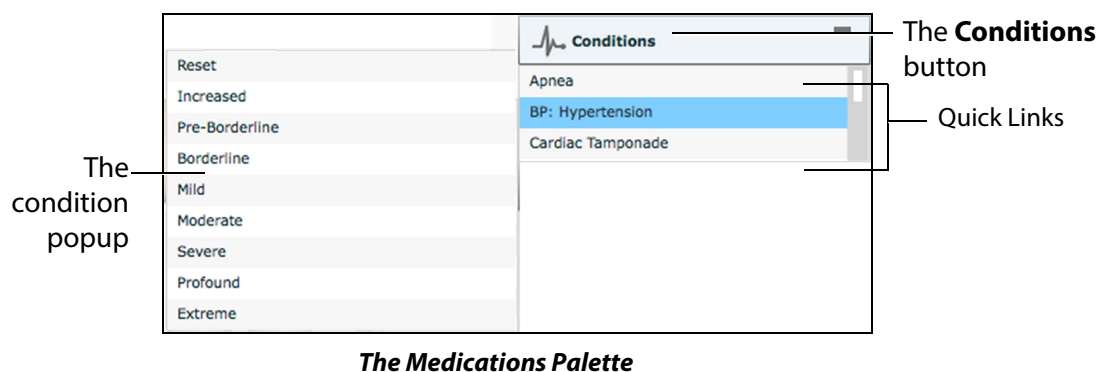 The Conditions
button
Conditions
Reset
Increased
Pre-Borderline
Borderline
Mild
Moderate
Severe
Profound
Extreme
Apnea
BP: Hypertension
Cardiac Tamponade
Quick Links
The
condition
popup
The Medications Palette